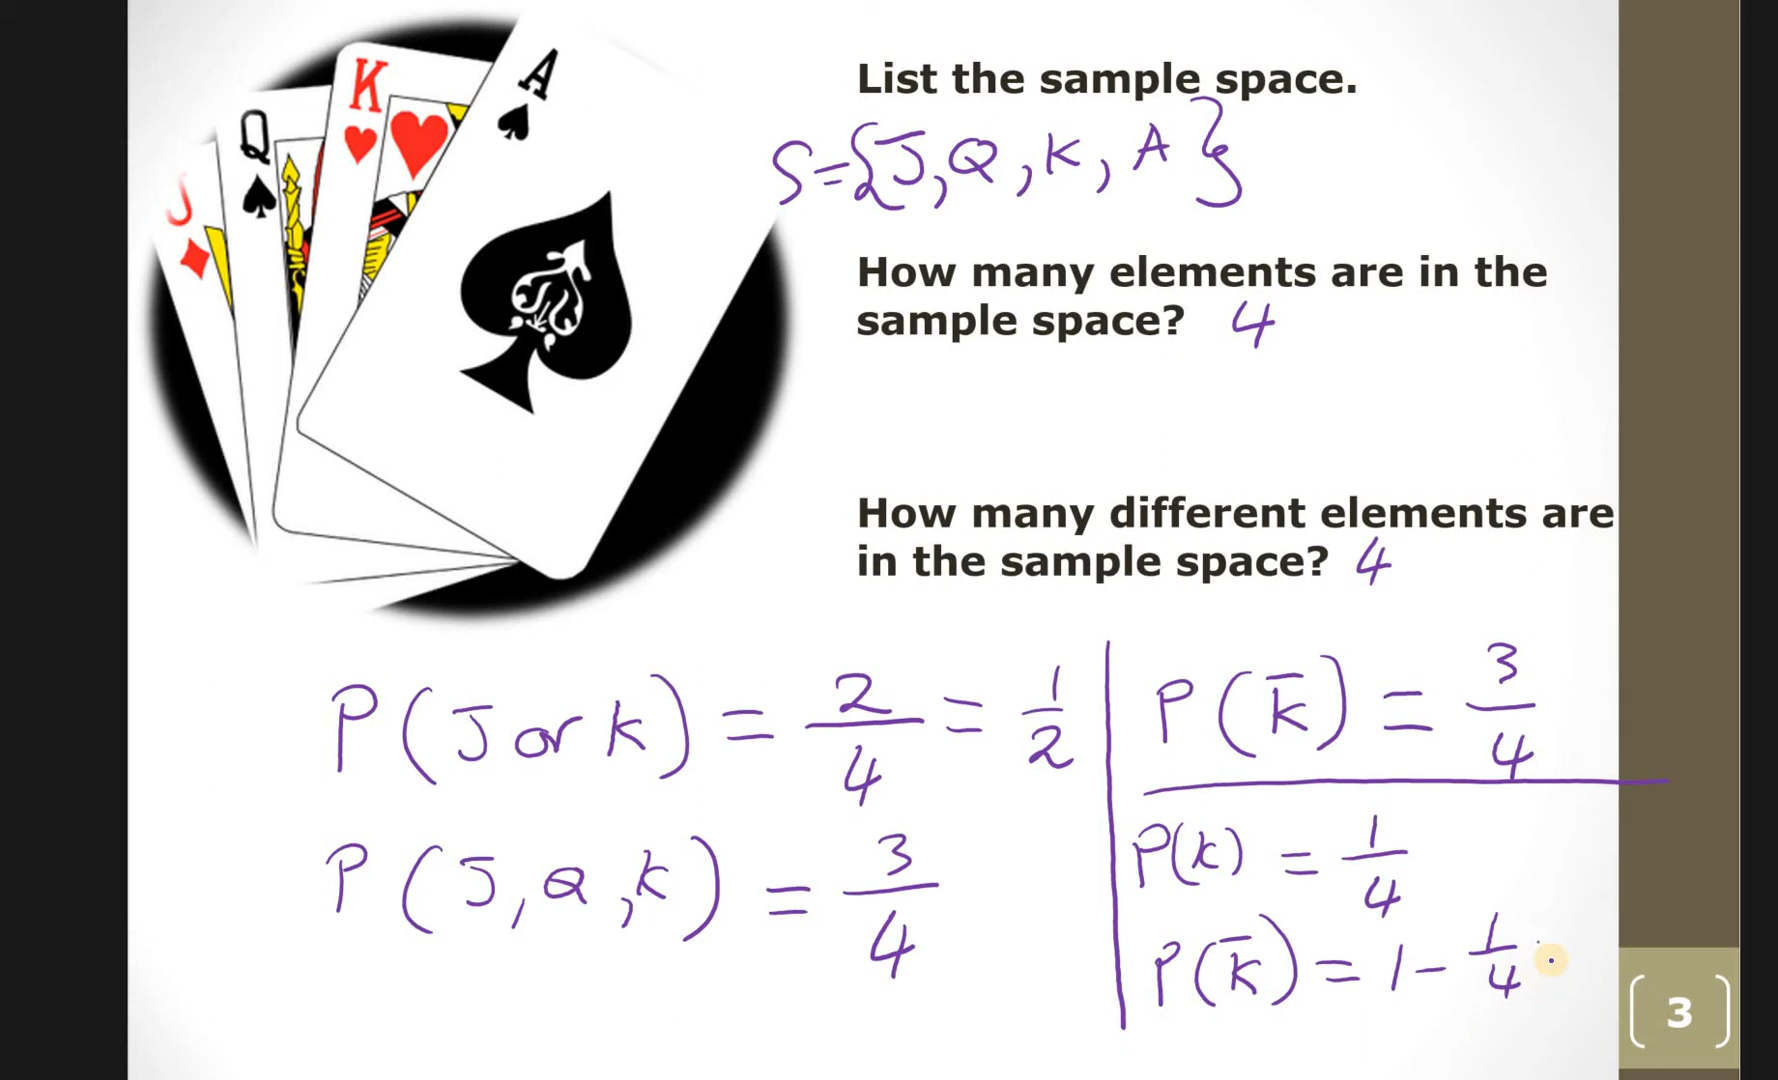 J
Q
K
A
List the sample space.
S={J, Q, K, A}
How many elements are in the
sample space? 4
How many different elements are
in the sample space? 4
P(J or k) = 2/4 = 1/2
P(J, Q, k) = 3/4
P(k̅) = 3/4
P(k) = 1/4
P(k̅) = 1 - 1/4
3